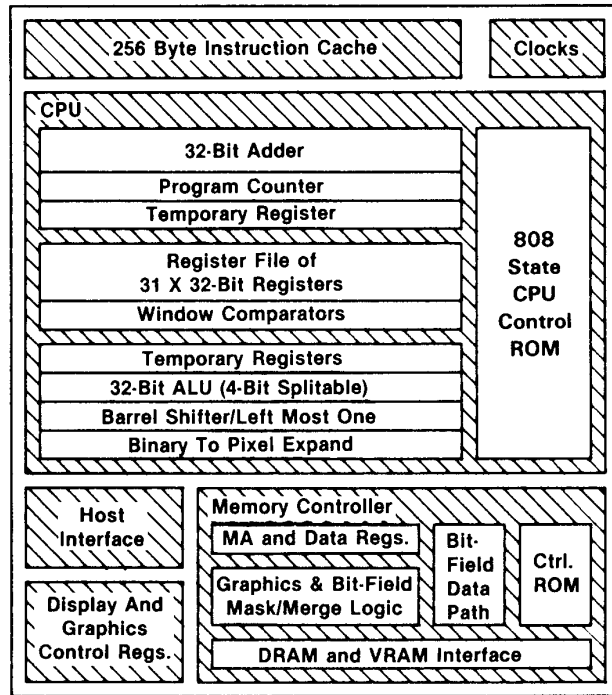 256 Byte Instruction Cache
Clocks
CPU
32-Bit Adder
Program Counter
Temporary Register
Register File of
31 X 32-Bit Registers
Window Comparators
Temporary Registers
32-Bit ALU (4-Bit Splitable)
Barrel Shifter/Left Most One
Binary To Pixel Expand
808
State
CPU
Control
ROM
Host
Interface
Display And
Graphics
Control Regs.
Memory Controller
MA and Data Regs.
Graphics & Bit-Field
Mask/Merge Logic
Bit-
Field
Data
Path
Ctrl.
ROM
DRAM and VRAM Interface